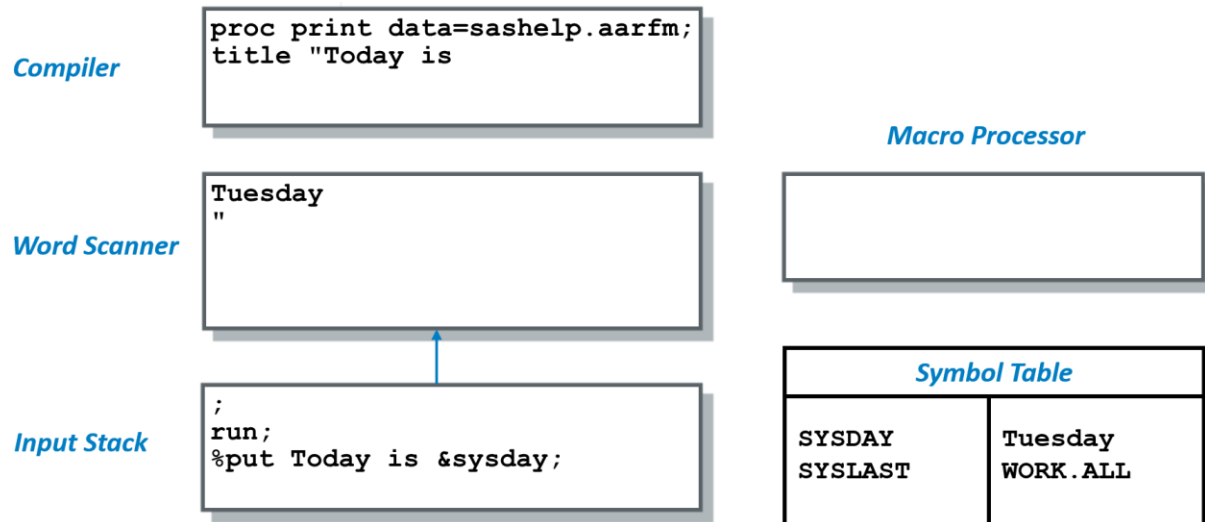 Compiler
proc print data=sashelp.aarfm;
title "Today is
Macro Processor
Word Scanner
Tuesday
"
Input Stack
;
run;
%put Today is &sysday;
Symbol Table
SYSDAY Tuesday
SYSLAST WORK.ALL